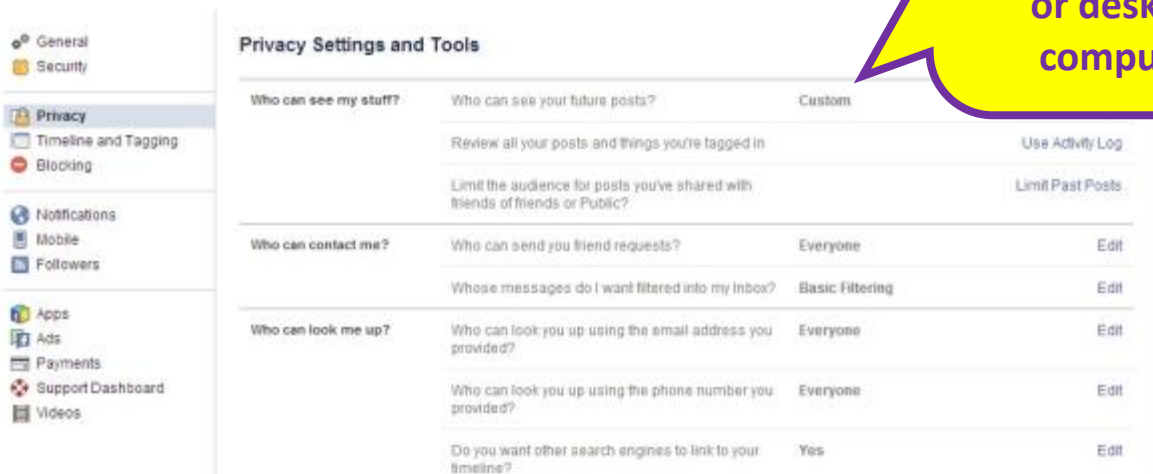 or desk
compu
General
Security
Privacy
Timeline and Tagging
Blocking
Notifications
Mobile
Followers
Apps
Ads
Payments
Support Dashboard
Videos
Privacy Settings and Tools
Who can see my stuff? Who can see your future posts? Custom
Review all your posts and things you're tagged in Use Activity Log
Limit the audience for posts you've shared with Limit Past Posts
friends of friends or Public?
Who can contact me? Who can send you friend requests? Everyone Edit
Whose messages do I want filtered into my Inbox? Basic Filtering Edit
Who can look me up? Who can look you up using the email address you Everyone Edit
provided?
Who can look you up using the phone number you Everyone Edit
provided?
Do you want other search engines to link to your Yes Edit
timeline?